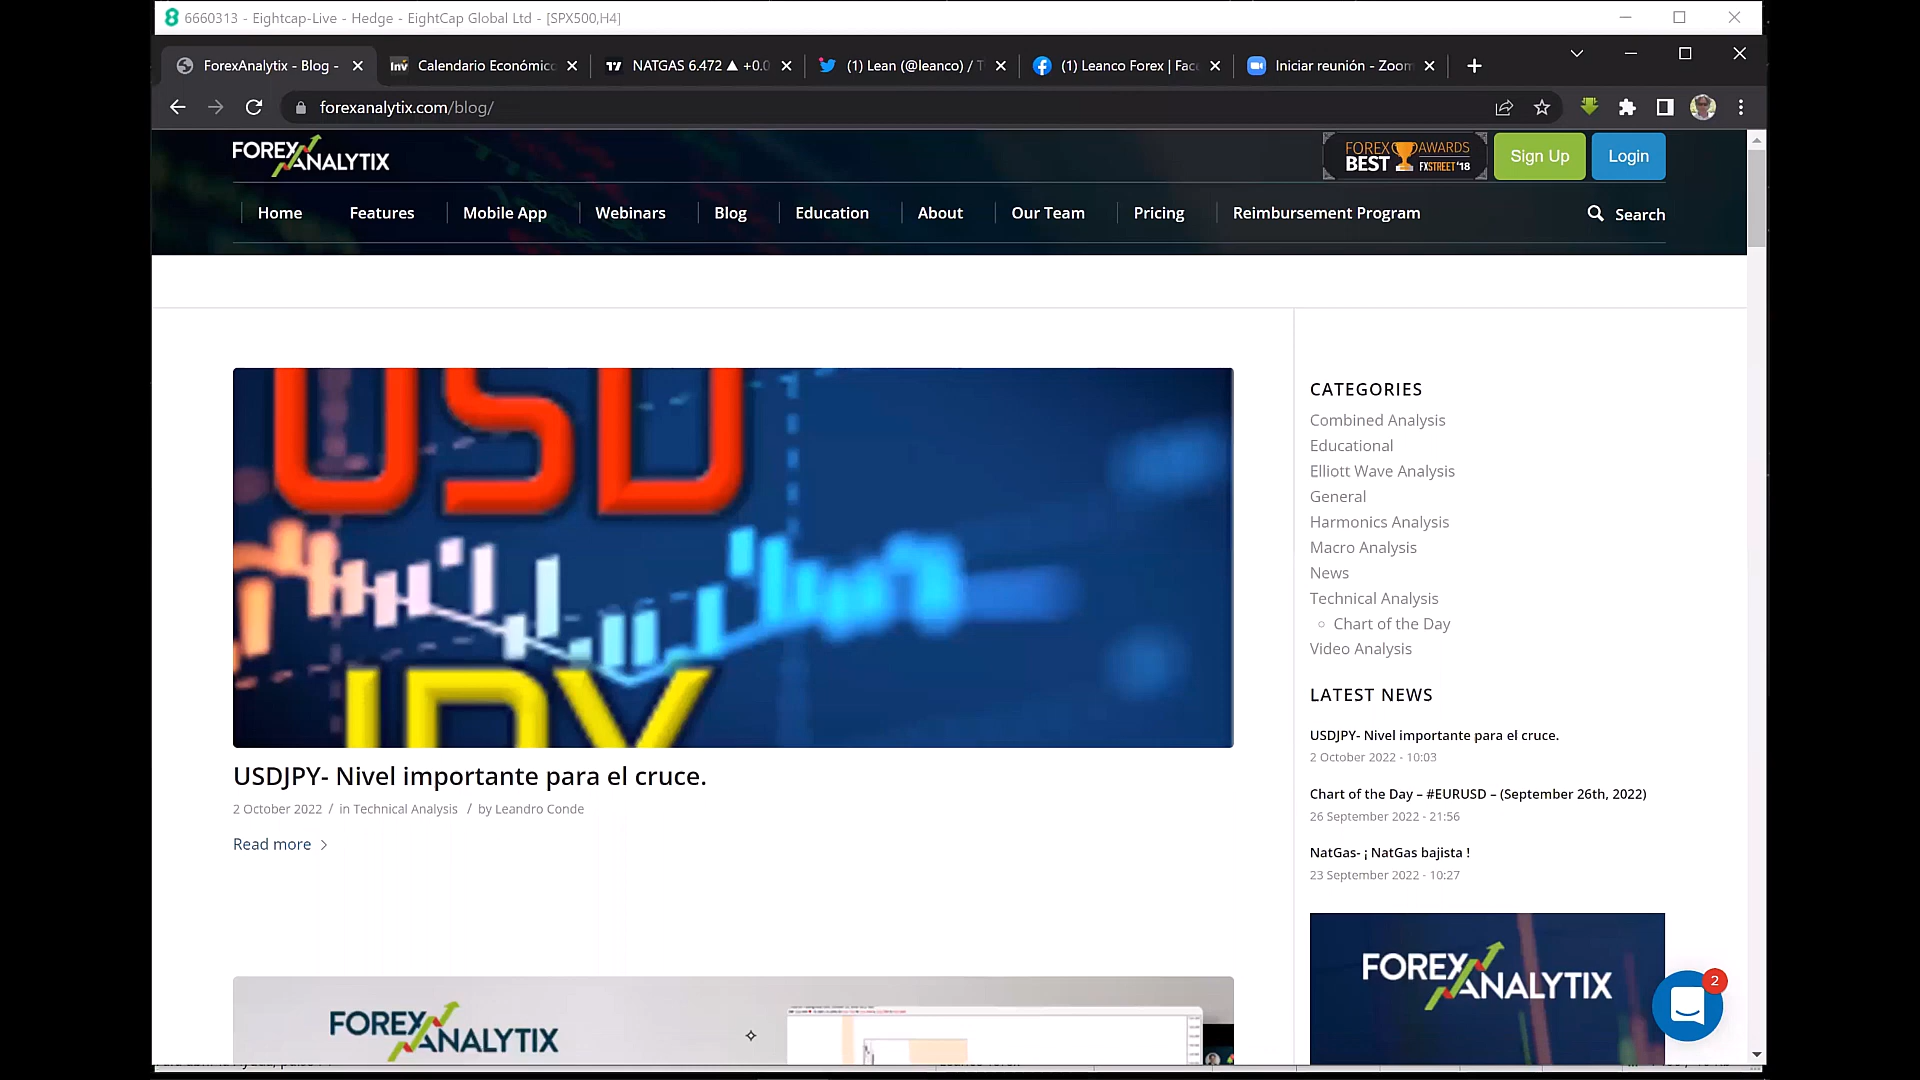 6660313 - Eightcap-Live - Hedge - EightCap Global Ltd - [SPX500,H4]
ForexAnalytix - Blog -
Calendario Económico
NATGAS 6.472 ▲ +0.0
(1) Lean (@leanco) / T
(1) Leanco Forex | Fac
Iniciar reunión - Zoom
forexanalytix.com/blog/
FOREX ANALYTIX
FOREX AWARDS
BEST FXSTREET '18
Sign Up
Login
Home
Features
Mobile App
Webinars
Blog
Education
About
Our Team
Pricing
Reimbursement Program
Search
USD
JPY
USDJPY- Nivel importante para el cruce.
2 October 2022 / in Technical Analysis / by Leandro Conde
Read more
FOREX ANALYTIX
CATEGORIES
Combined Analysis
Educational
Elliott Wave Analysis
General
Harmonics Analysis
Macro Analysis
News
Technical Analysis
Chart of the Day
Video Analysis
LATEST NEWS
USDJPY- Nivel importante para el cruce.
2 October 2022 - 10:03
Chart of the Day – #EURUSD – (September 26th, 2022)
26 September 2022 - 21:56
NatGas- ¡ NatGas bajista !
23 September 2022 - 10:27
FOREX ANALYTIX
2